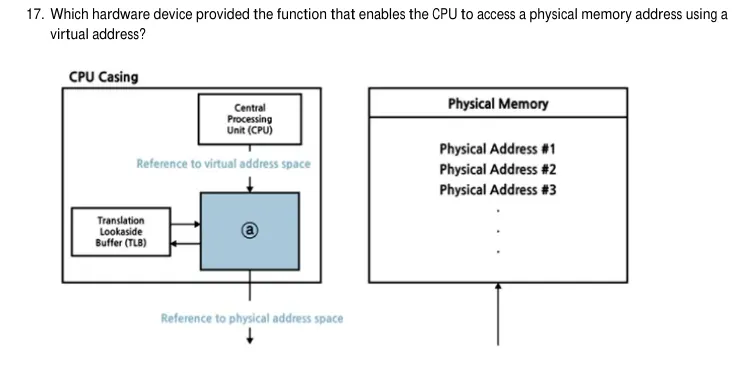 17. Which hardware device provided the function that enables the CPU to access a physical memory address using a
virtual address?
CPU Casing
Central
Processing
Unit (CPU)
Reference to virtual address space
Translation
Lookaside
Buffer (TLB)
ⓐ
Reference to physical address space
Physical Memory
Physical Address #1
Physical Address #2
Physical Address #3
.
.
.